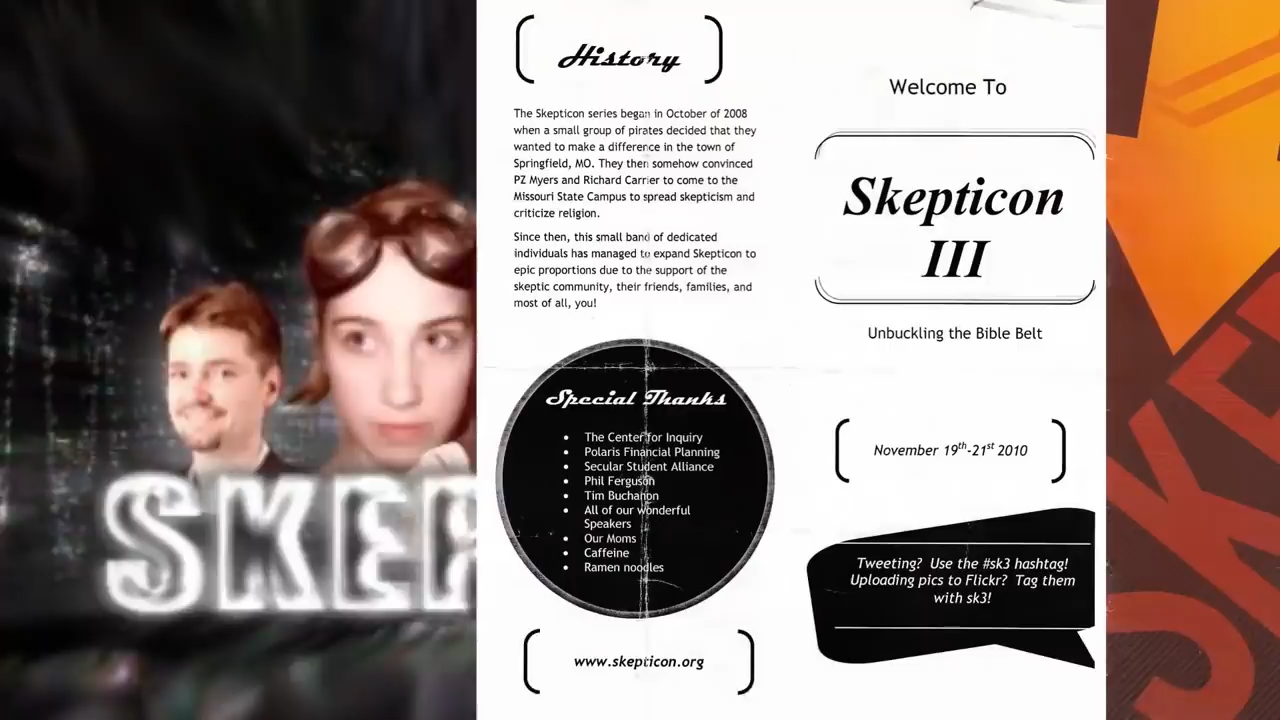 History
The Skepticon series began in October of 2008
when a small group of pirates decided that they
wanted to make a difference in the town of
Springfield, MO. They then somehow convinced
PZ Myers and Richard Carrier to come to the
Missouri State Campus to spread skepticism and
criticize religion.
Since then, this small band of dedicated
individuals has managed to expand Skepticon to
epic proportions due to the support of the
skeptic community, their friends, families, and
most of all, you!
Special Thanks
• The Center for Inquiry
• Polaris Financial Planning
• Secular Student Alliance
• Phil Ferguson
• Tim Buchanon
• All of our wonderful
Speakers
• Our Moms
• Caffeine
• Ramen noodles
www.skepticon.org
Welcome To
Skepticon
III
Unbuckling the Bible Belt
November 19th-21st 2010
Tweeting? Use the #sk3 hashtag!
Uploading pics to Flickr? Tag them
with sk3!
SKEP
SKE